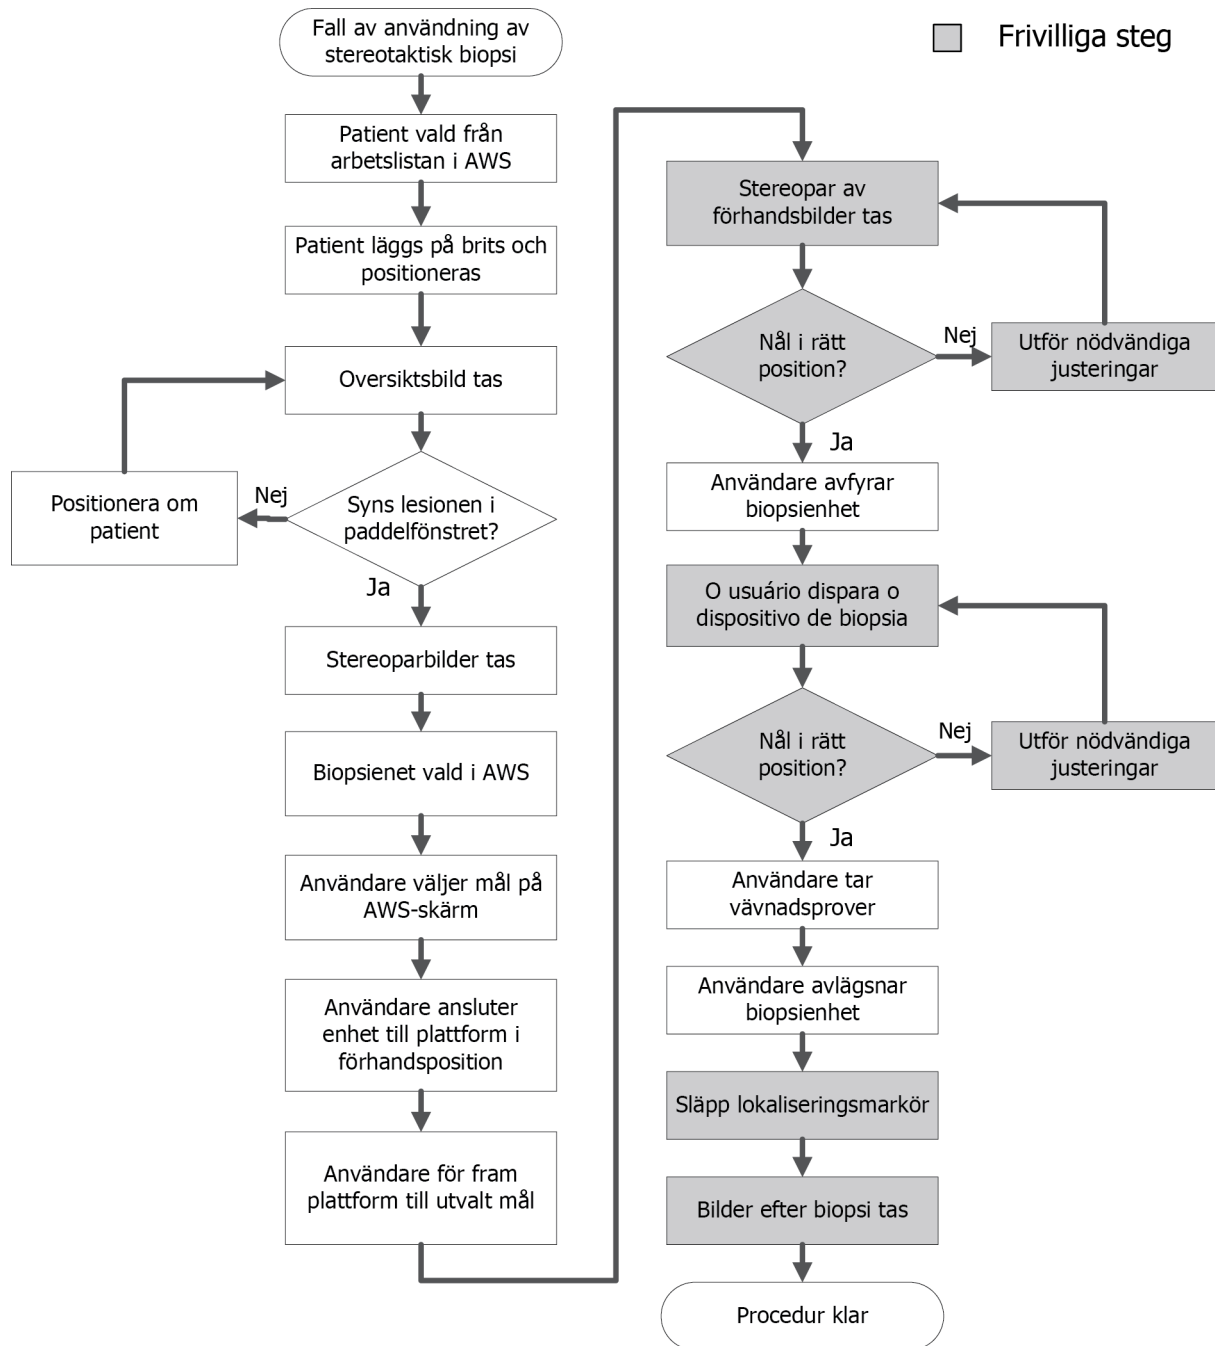 Fall av användning av
stereotaktisk biopsi
Frivilliga steg
Patient vald från
arbetslistan i AWS
Patient läggs på brits och
positioneras
Oversiktsbild tas
Syns lesionen i
paddelfönstret?
Nej
Positionera om
patient
Ja
Stereoparbilder tas
Biopsienet vald i AWS
Användare väljer mål på
AWS-skärm
Användare ansluter
enhet till plattform i
förhandsposition
Användare för fram
plattform till utvalt mål
Stereopar av
förhandsbilder tas
Nål i rätt
position?
Nej
Utför nödvändiga
justeringar
Ja
Användare avfyrar
biopsienhet
O usuário dispara o
dispositivo de biopsia
Nål i rätt
position?
Nej
Utför nödvändiga
justeringar
Ja
Användare tar
vävnadsprover
Användare avlägsnar
biopsienhet
Släpp lokaliseringsmarkör
Bilder efter biopsi tas
Procedur klar